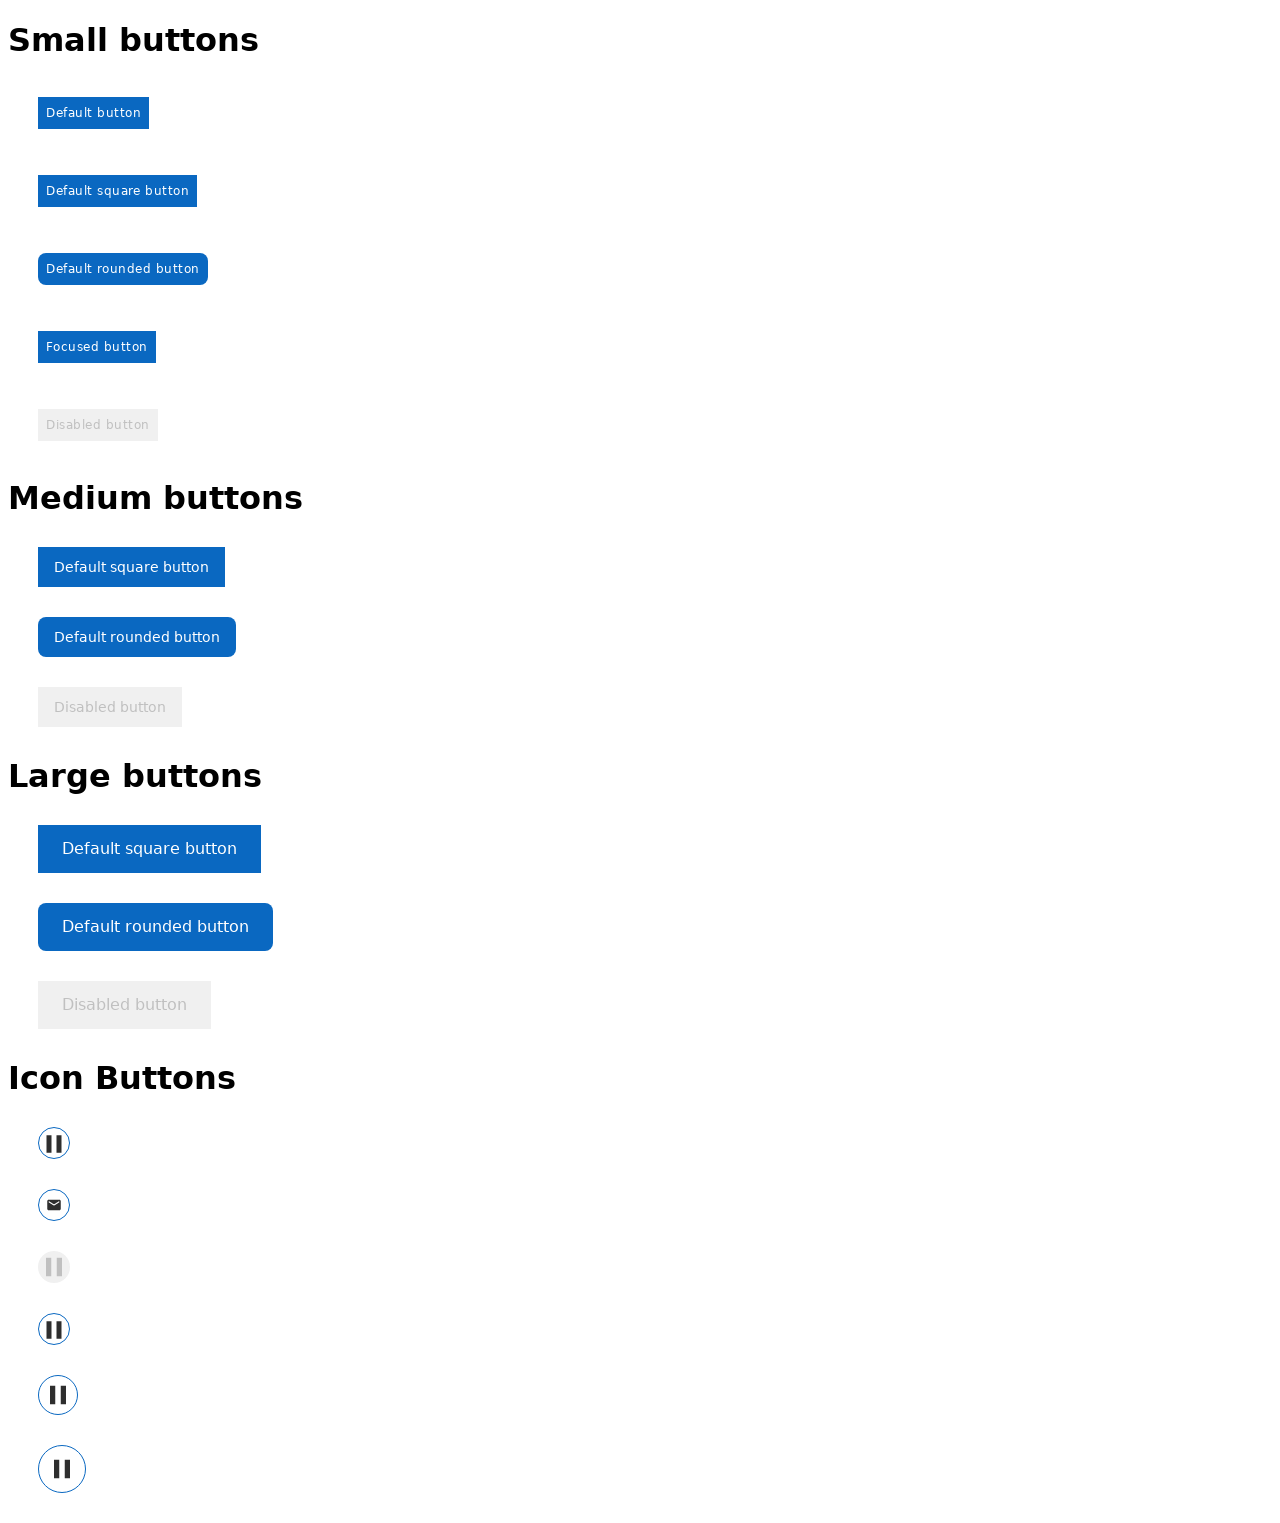 Small buttons
Default button
Default square button
Default rounded button
Focused button
Disabled button
Medium buttons
Default square button
Default rounded button
Disabled button
Large buttons
Default square button
Default rounded button
Disabled button
Icon Buttons